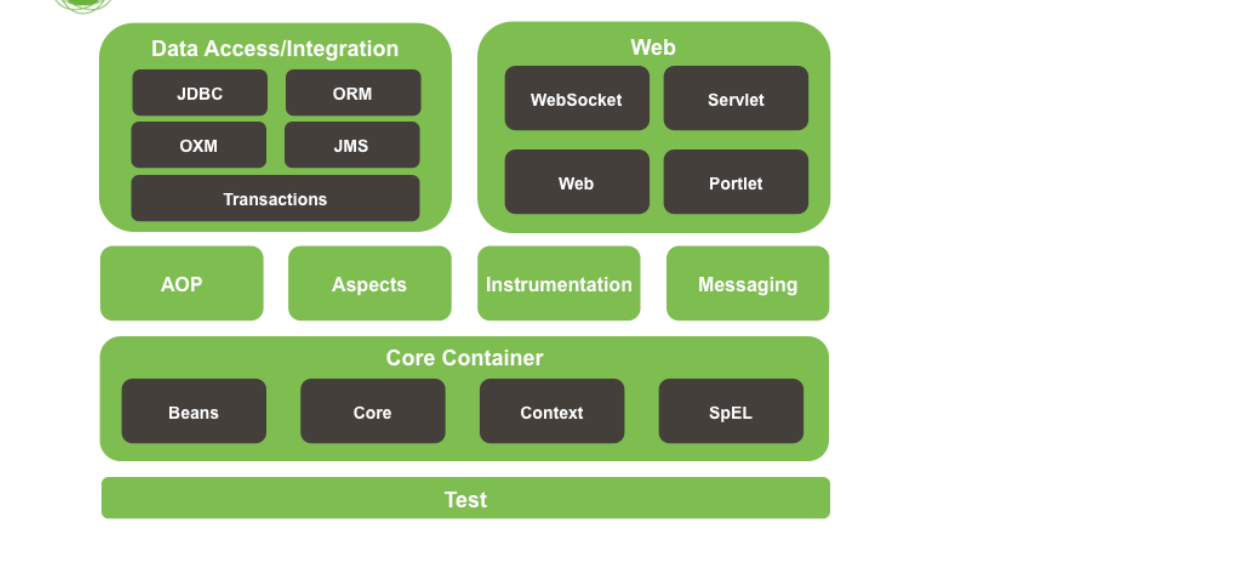 Data Access/Integration
JDBC
ORM
OXM
JMS
Transactions
Web
WebSocket
Servlet
Web
Portlet
AOP
Aspects
Instrumentation
Messaging
Core Container
Beans
Core
Context
SpEL
Test